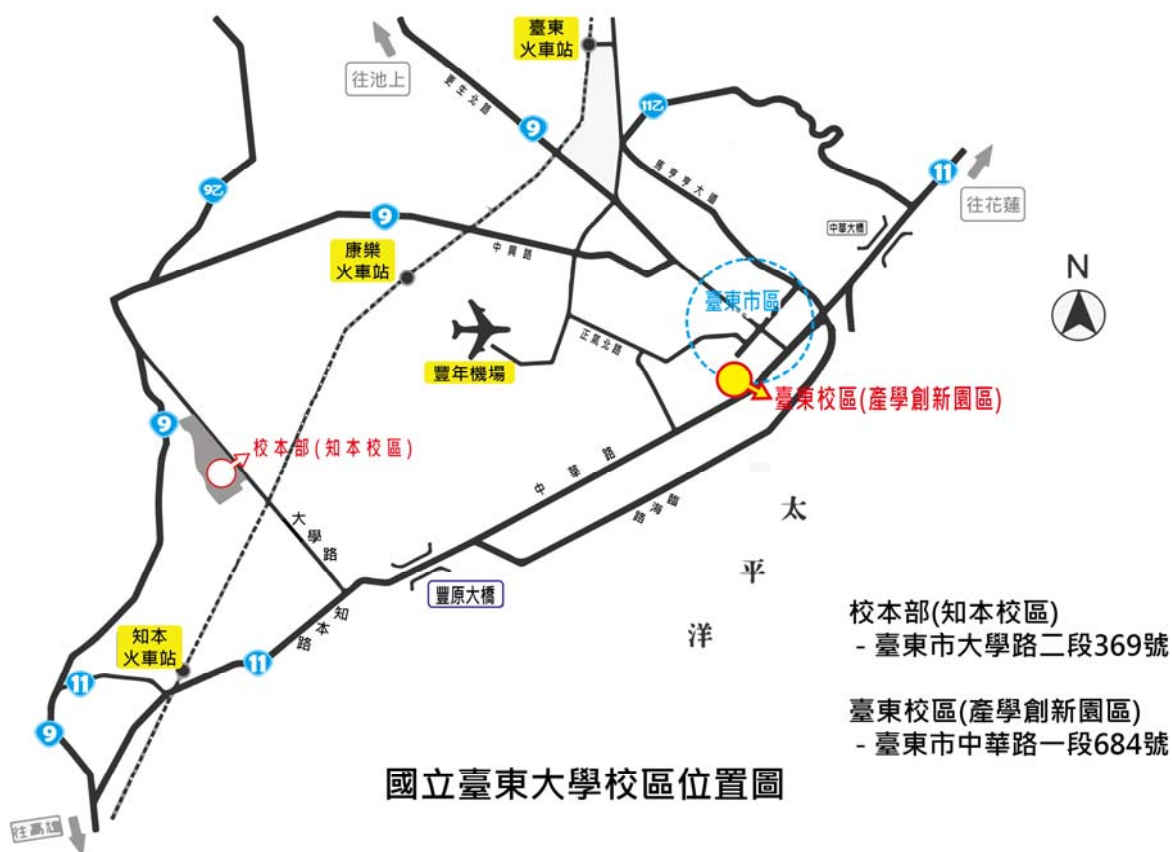 臺東
火車站
往池上
更生北路
9
11乙
馬亨亨大道
11
往花蓮
中華大橋
9乙
9
康樂
火車站
中興路
臺東市區
N
正氣北路
豐年機場
臺東校區(產學創新園區)
9
校本部(知本校區)
中華路
臨海路
太平洋
大學路
豐原大橋
知本路
知本
火車站
11
11
9
校本部(知本校區)
- 臺東市大學路二段369號
臺東校區(產學創新園區)
- 臺東市中華路一段684號
國立臺東大學校區位置圖
往高雄